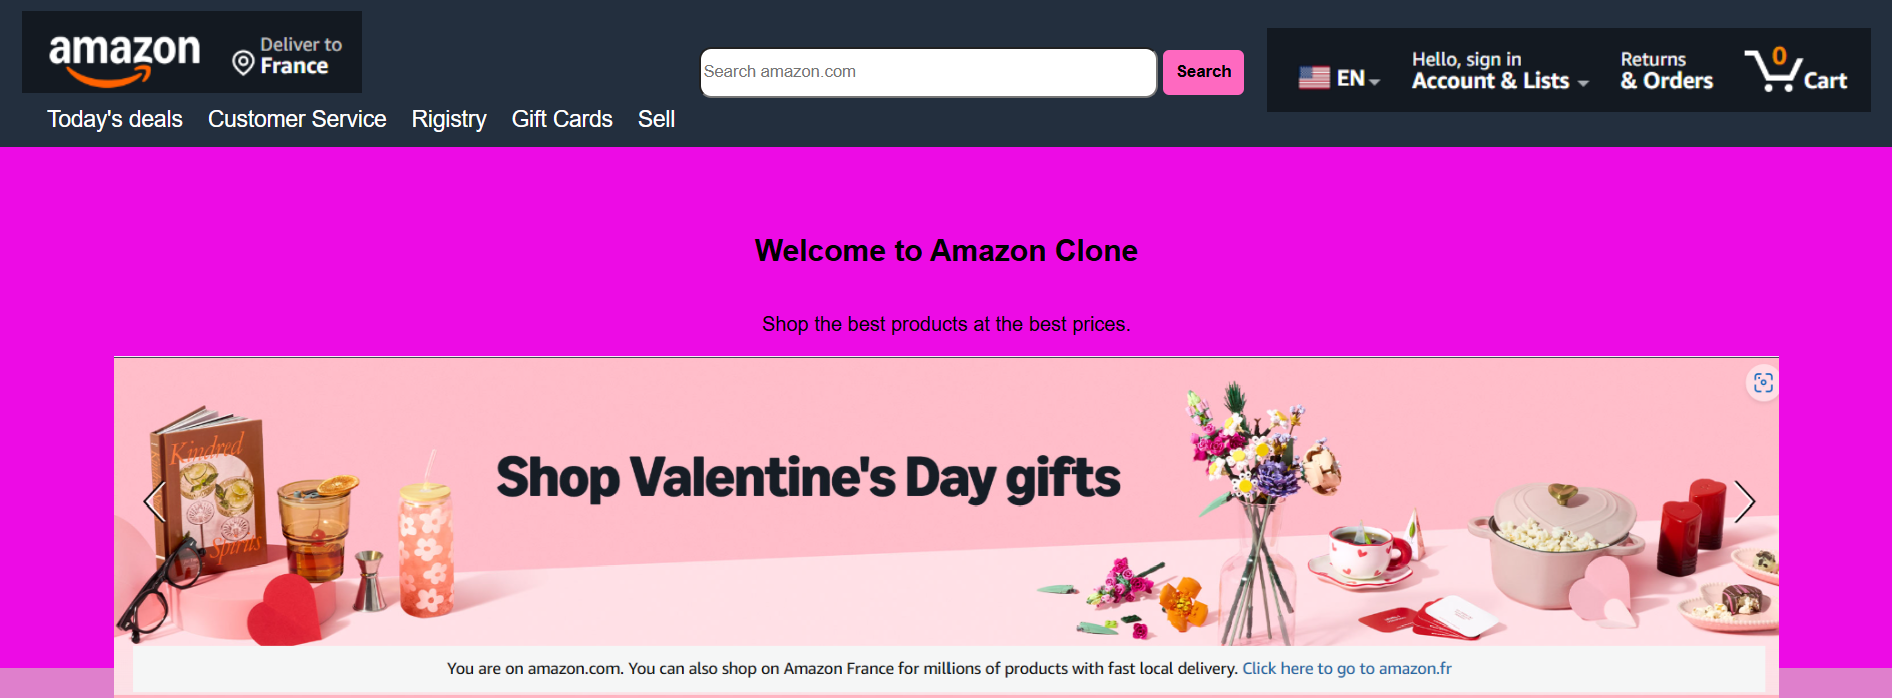 amazon
Deliver to
France
Search amazon.com
Search
EN
Hello, sign in
Account & Lists
Returns
& Orders
0
Cart
Today's deals Customer Service Rigistry Gift Cards Sell
Welcome to Amazon Clone
Shop the best products at the best prices.
Kindred
Spirits
Shop Valentine's Day gifts
You are on amazon.com. You can also shop on Amazon France for millions of products with fast local delivery. Click here to go to amazon.fr